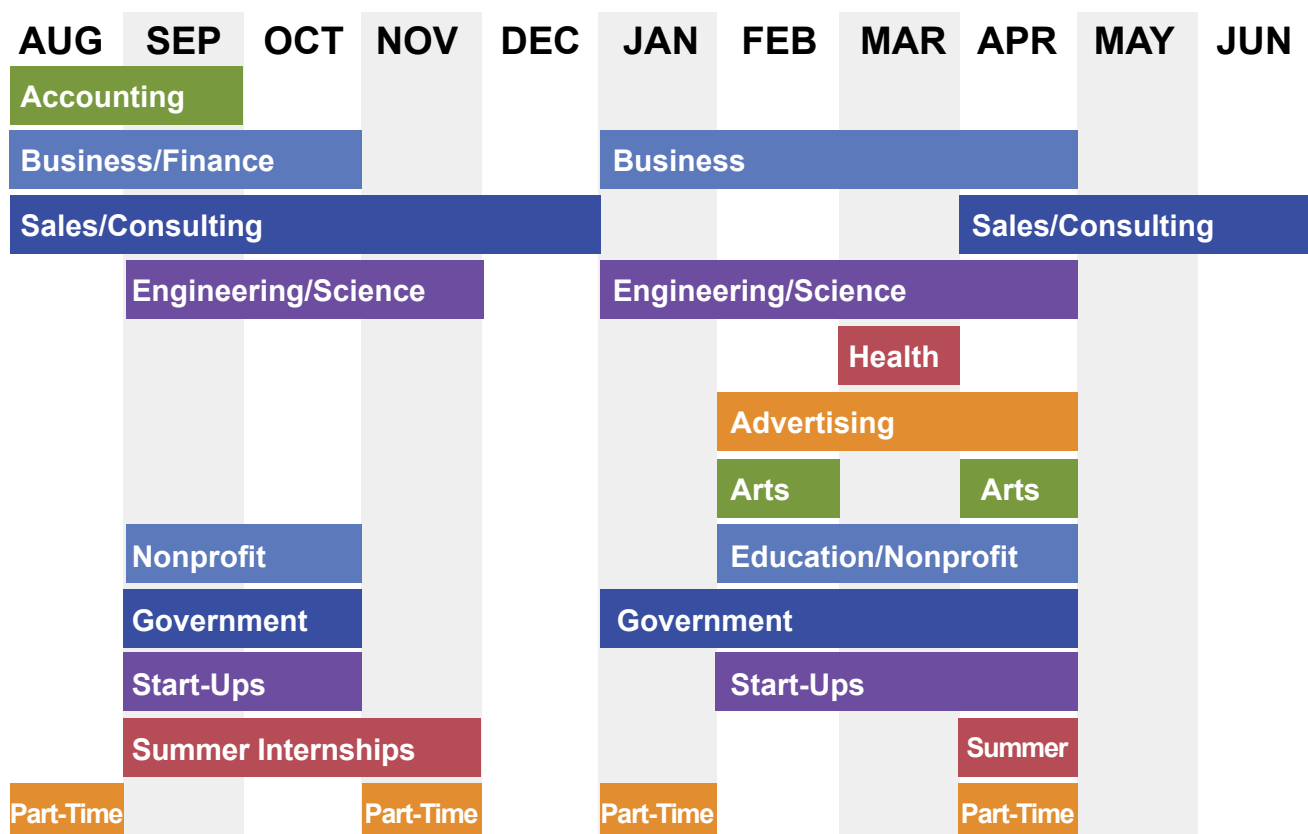 AUG SEP OCT NOV DEC JAN FEB MAR APR MAY JUN
Accounting
Business/Finance Business
Sales/Consulting Sales/Consulting
Engineering/Science Engineering/Science
Health
Advertising
Arts Arts
Nonprofit Education/Nonprofit
Government Government
Start-Ups Start-Ups
Summer Internships Summer
Part-Time Part-Time Part-Time Part-Time